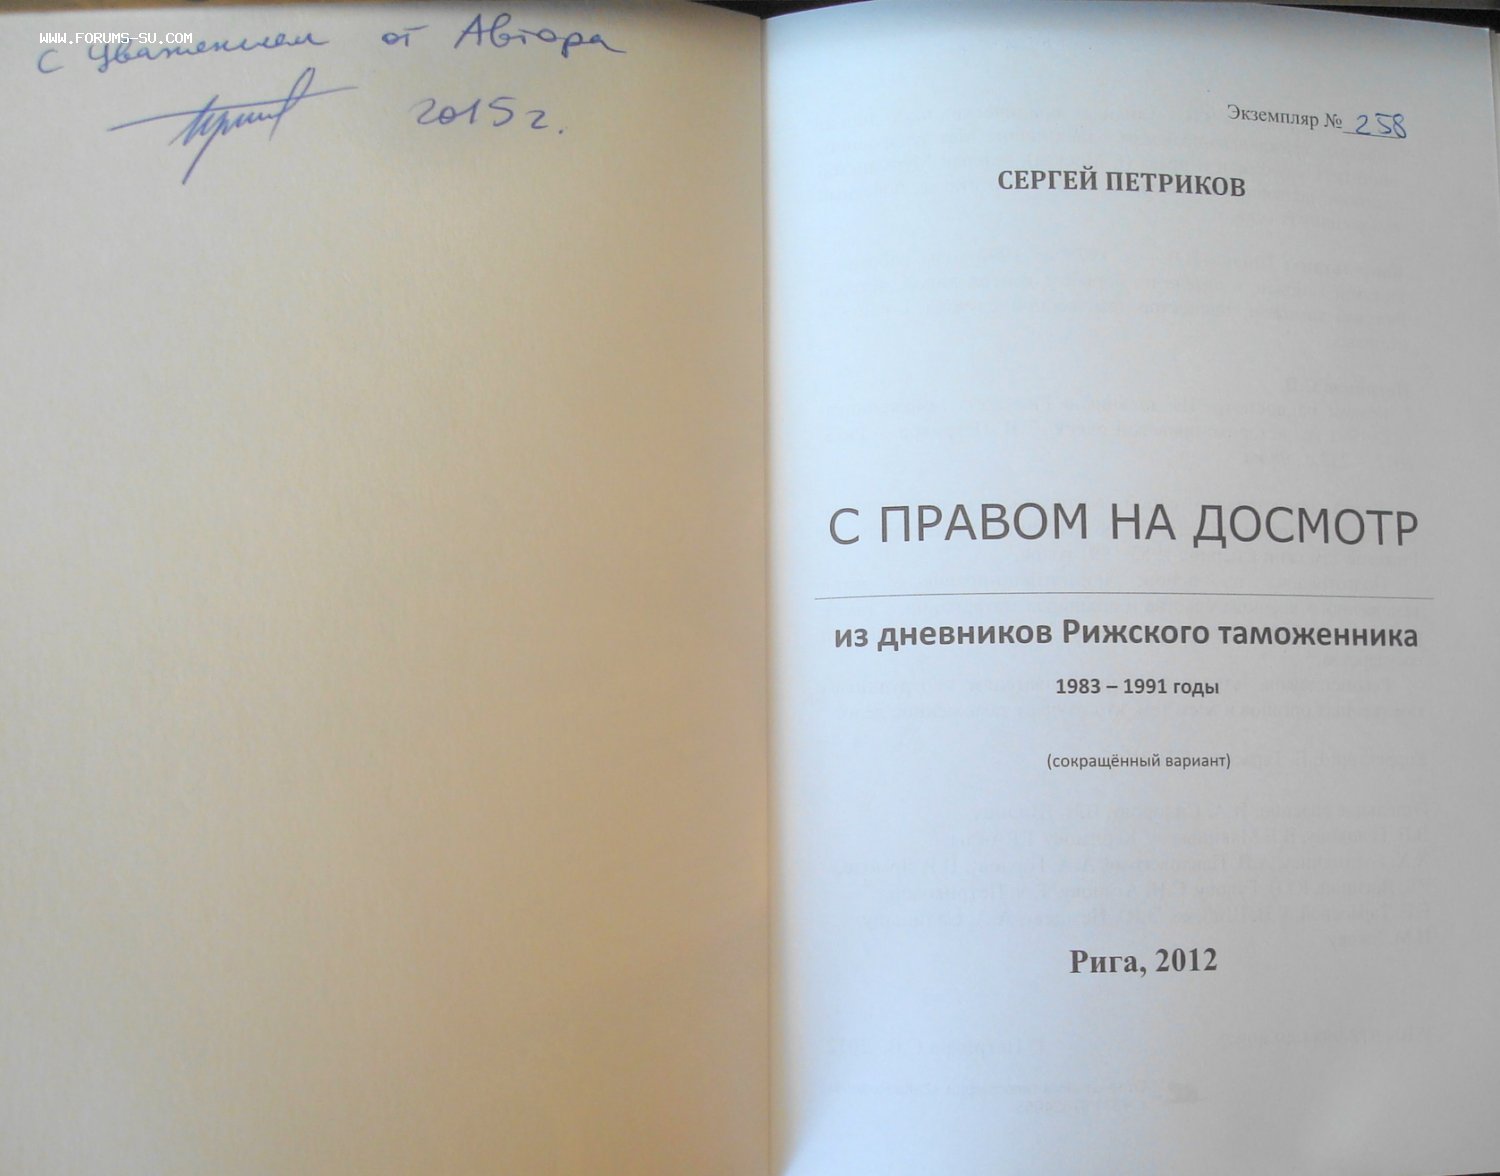 www.forums-su.com
с уважением от Автора
2015г.
Экземпляр № 258
СЕРГЕЙ ПЕТРИКОВ
С ПРАВОМ НА ДОСМОТР
из дневников Рижского таможенника
1983 – 1991 годы
(сокращённый вариант)
Рига, 2012